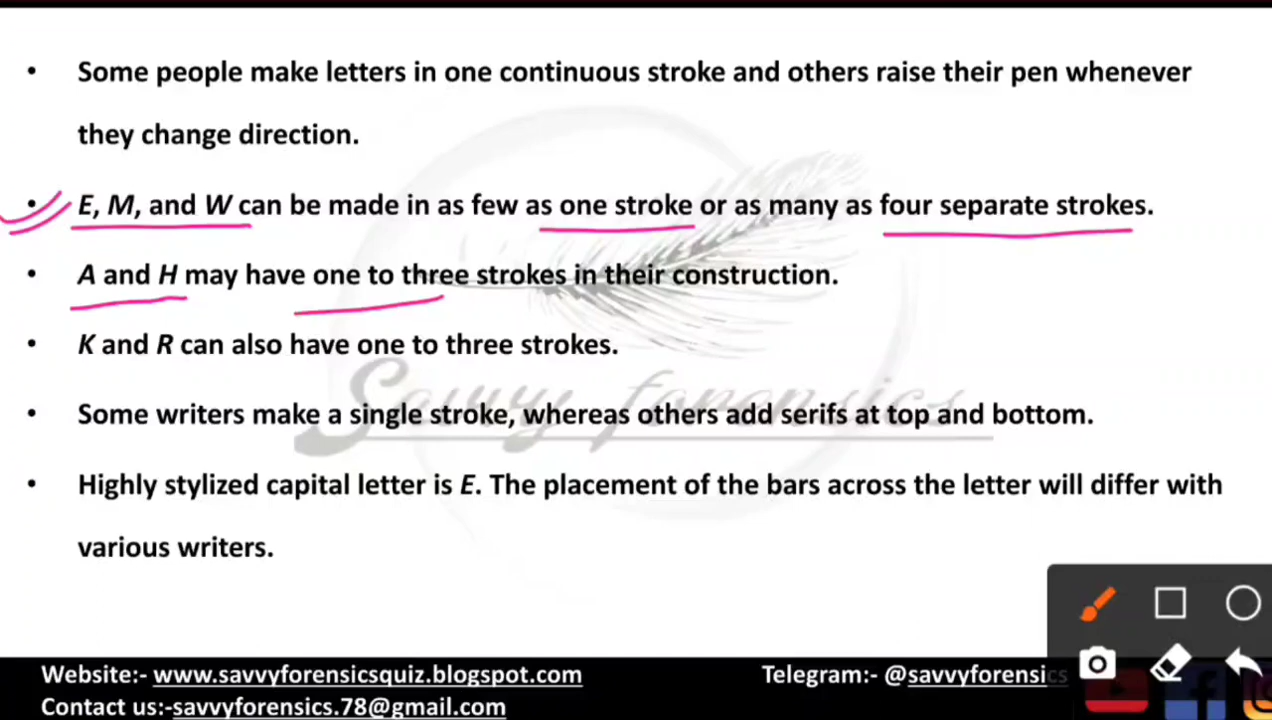 • Some people make letters in one continuous stroke and others raise their pen whenever
they change direction.
• E, M, and W can be made in as few as one stroke or as many as four separate strokes.
• A and H may have one to three strokes in their construction.
• K and R can also have one to three strokes.
Savvy forensics
• Some writers make a single stroke, whereas others add serifs at top and bottom.
• Highly stylized capital letter is E. The placement of the bars across the letter will differ with
various writers.
Website:- www.savvyforensicsquiz.blogspot.com Telegram:- @savvyforensics
Contact us:-savvyforensics.78@gmail.com